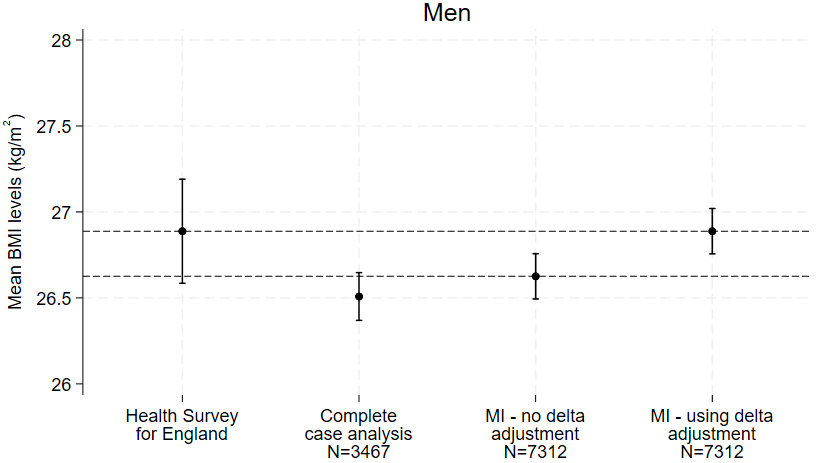 Men
Mean BMI levels (kg/m²)
28
27.5
27
26.5
26
Health Survey
for England
Complete
case analysis
N=3467
MI - no delta
adjustment
N=7312
MI - using delta
adjustment
N=7312